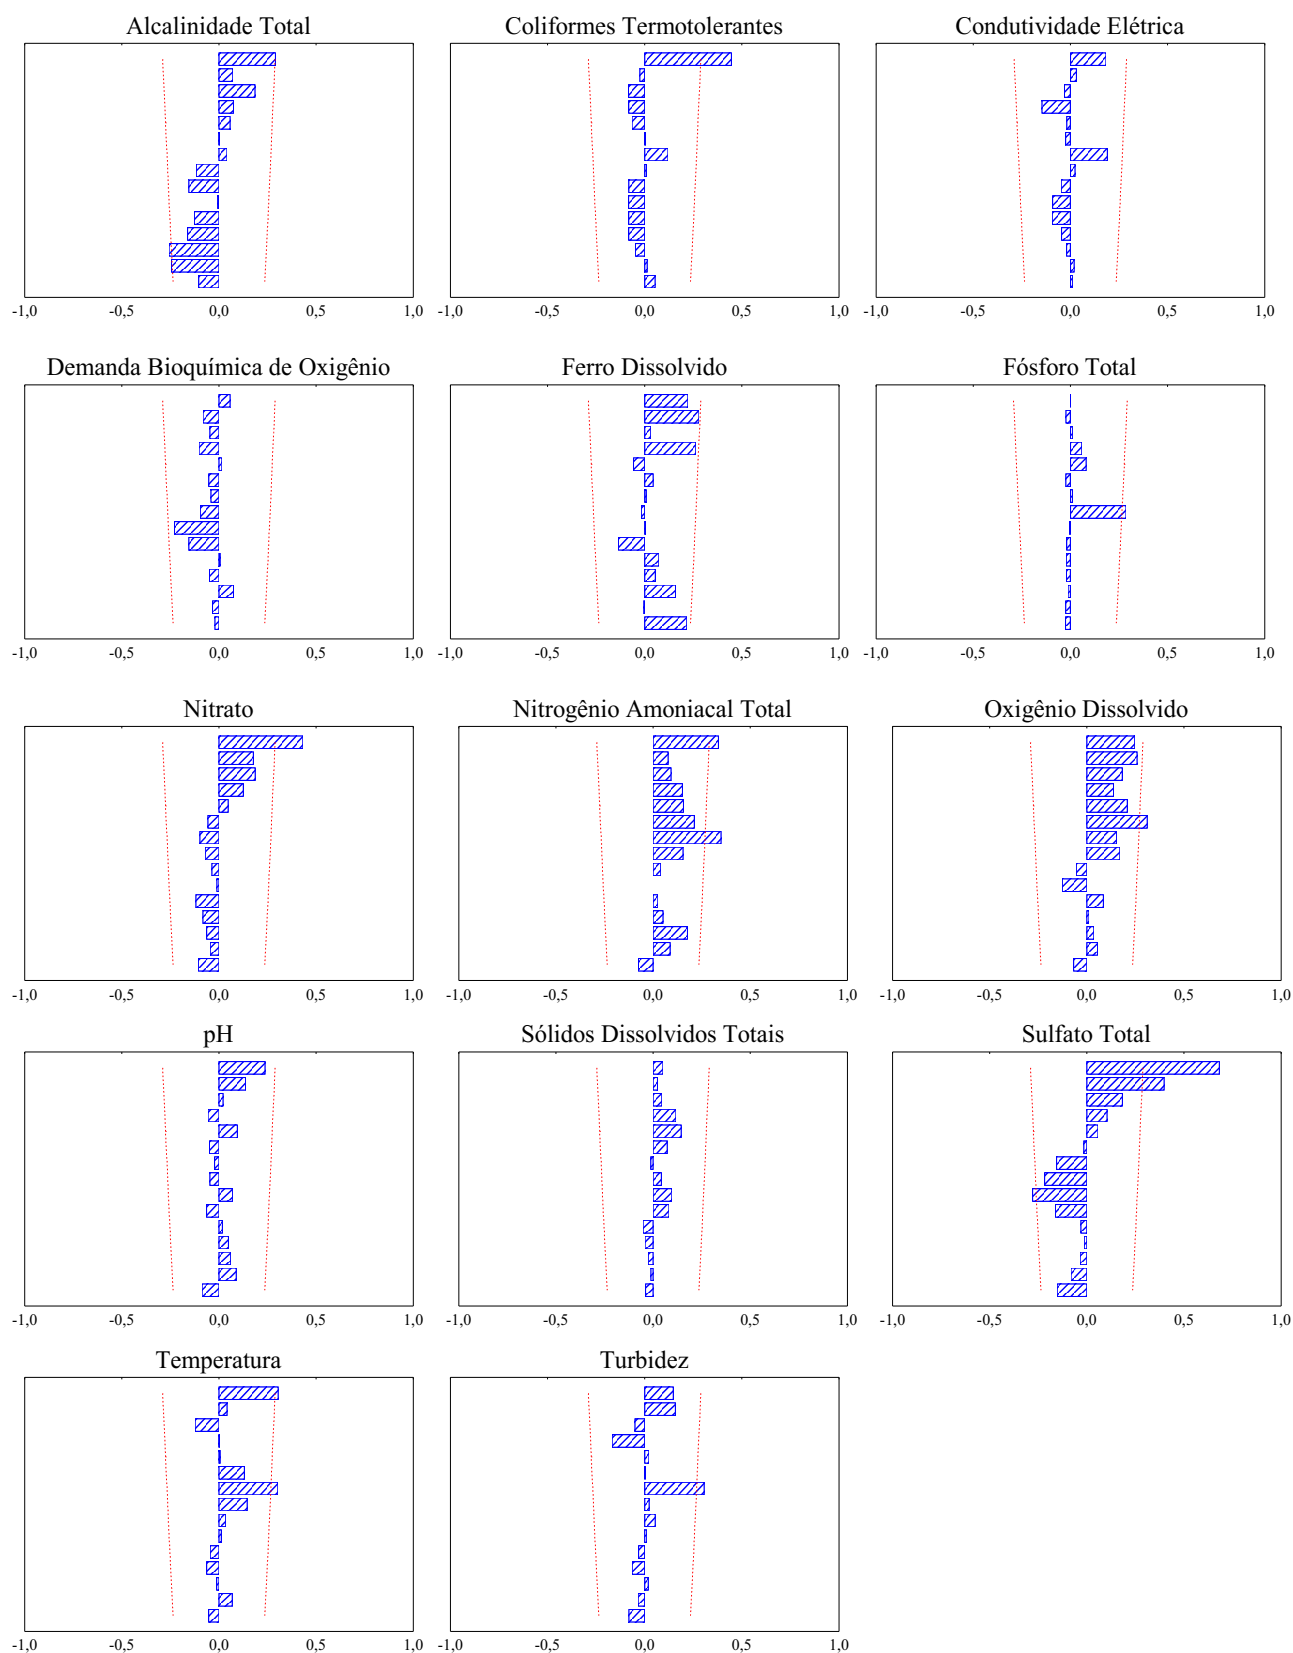 Alcalinidade Total Coliformes Termotolerantes Condutividade Elétrica
-1,0 -0,5 0,0 0,5 1,0 -1,0 -0,5 0,0 0,5 1,0 -1,0 -0,5 0,0 0,5 1,0
Demanda Bioquímica de Oxigênio Ferro Dissolvido Fósforo Total
-1,0 -0,5 0,0 0,5 1,0 -1,0 -0,5 0,0 0,5 1,0 -1,0 -0,5 0,0 0,5 1,0
Nitrato Nitrogênio Amoniacal Total Oxigênio Dissolvido
-1,0 -0,5 0,0 0,5 1,0 -1,0 -0,5 0,0 0,5 1,0 -1,0 -0,5 0,0 0,5 1,0
pH Sólidos Dissolvidos Totais Sulfato Total
-1,0 -0,5 0,0 0,5 1,0 -1,0 -0,5 0,0 0,5 1,0 -1,0 -0,5 0,0 0,5 1,0
Temperatura Turbidez
-1,0 -0,5 0,0 0,5 1,0 -1,0 -0,5 0,0 0,5 1,0